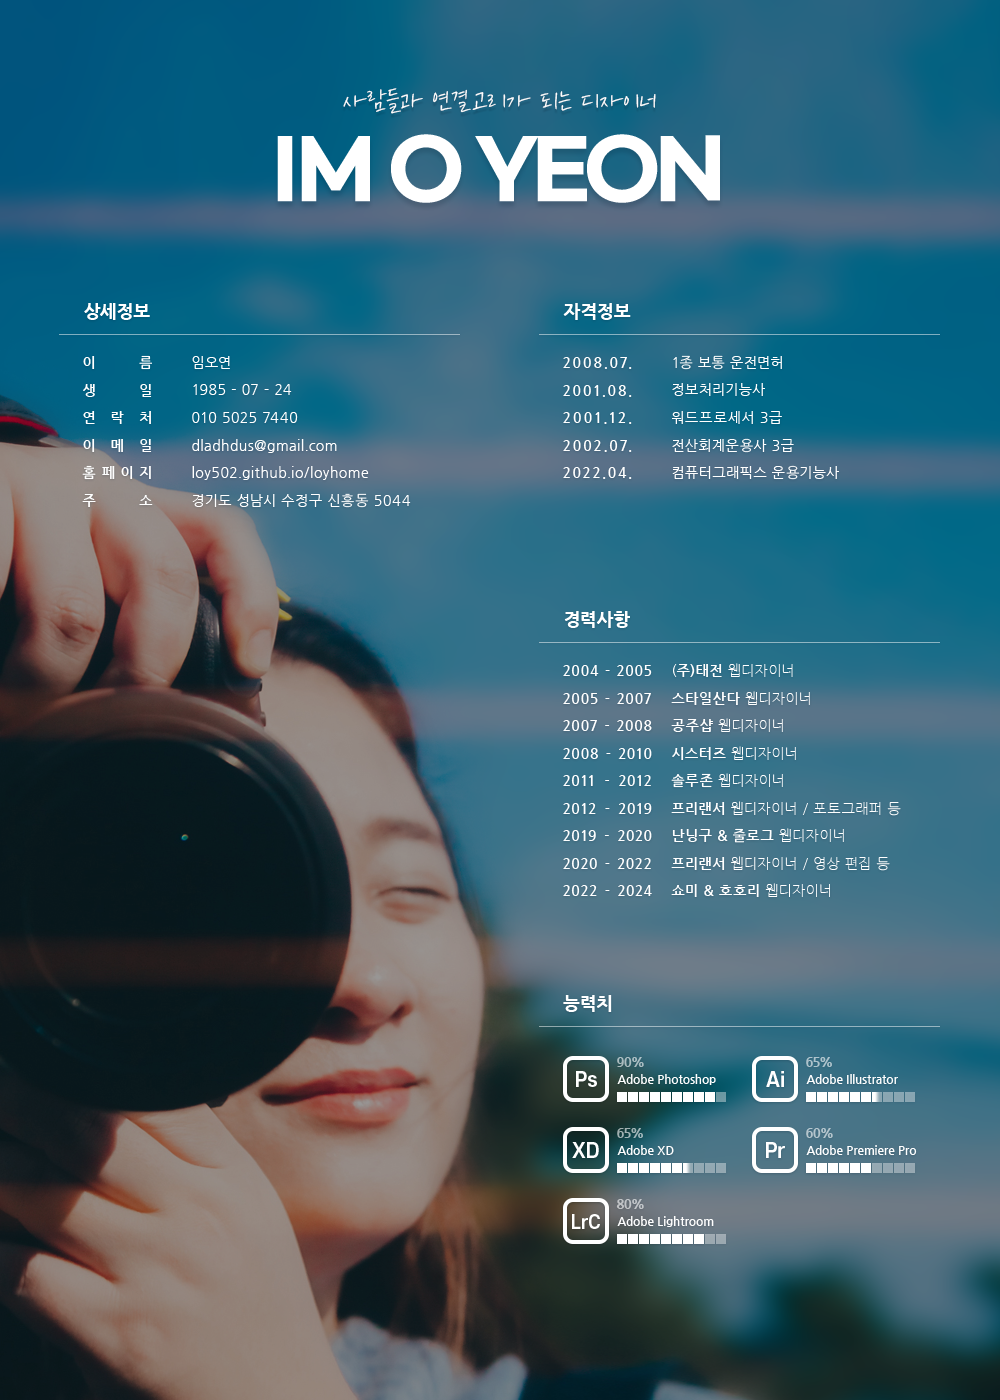 사람들과 연결고리가 되는 디자이너
IM O YEON
상세정보
이 름 임오연
생 일 1985 - 07 - 24
연 락 처 010 5025 7440
이 메 일 dladhdus@gmail.com
홈 페 이 지 loy502.github.io/loyhome
주 소 경기도 성남시 수정구 신흥동 5044
자격정보
2008.07. 1종 보통 운전면허
2001.08. 정보처리기능사
2001.12. 워드프로세서 3급
2002.07. 전산회계운용사 3급
2022.04. 컴퓨터그래픽스 운용기능사
경력사항
2004 - 2005 (주)태전 웹디자이너
2005 - 2007 스타일산다 웹디자이너
2007 - 2008 공주샵 웹디자이너
2008 - 2010 시스터즈 웹디자이너
2011 - 2012 솔루존 웹디자이너
2012 - 2019 프리랜서 웹디자이너 / 포토그래퍼 등
2019 - 2020 난닝구 & 줄로그 웹디자이너
2020 - 2022 프리랜서 웹디자이너 / 영상 편집 등
2022 - 2024 쇼미 & 호호리 웹디자이너
능력치
Ps 90%
Adobe Photoshop
Ai 65%
Adobe Illustrator
XD 65%
Adobe XD
Pr 60%
Adobe Premiere Pro
LrC 80%
Adobe Lightroom